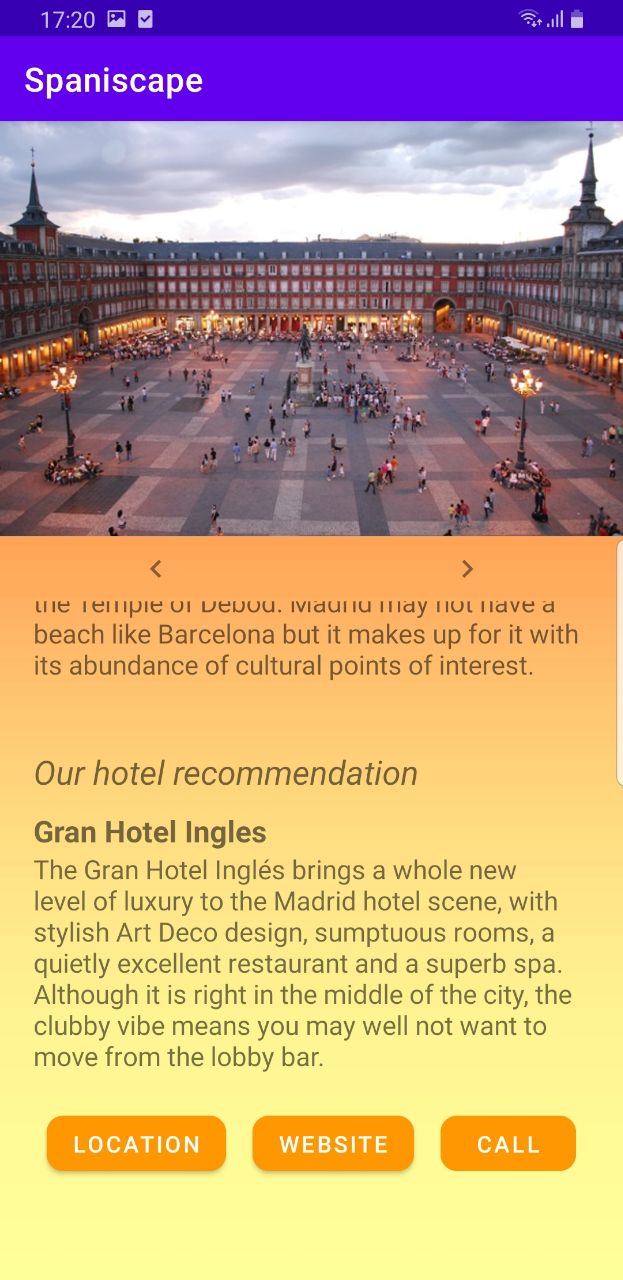 17:20
Spaniscape
the Temple of Debod. Madrid may not have a
beach like Barcelona but it makes up for it with
its abundance of cultural points of interest.
Our hotel recommendation
Gran Hotel Ingles
The Gran Hotel Inglés brings a whole new
level of luxury to the Madrid hotel scene, with
stylish Art Deco design, sumptuous rooms, a
quietly excellent restaurant and a superb spa.
Although it is right in the middle of the city, the
clubby vibe means you may well not want to
move from the lobby bar.
LOCATION WEBSITE CALL